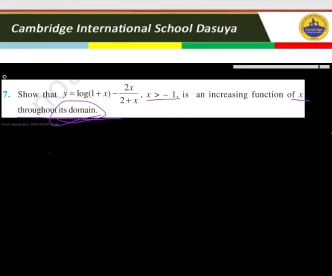 Cambridge International School Dasuya
7. Show that y = log(1 + x) − 2x / 2 + x , x > − 1, is an increasing function of x
throughout its domain.